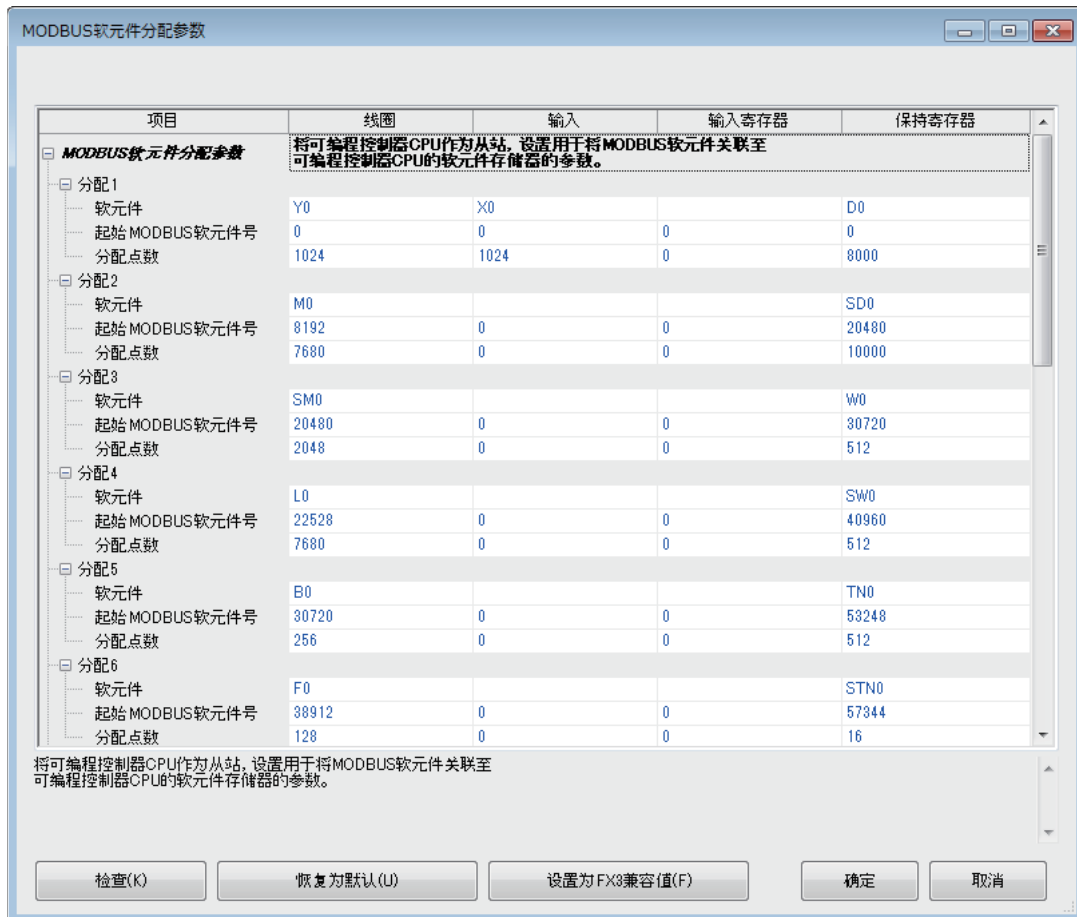 MODBUS软元件分配参数
项目 线圈 输入 输入寄存器 保持寄存器
MODBUS软元件分配参数 将可编程控制器CPU作为从站, 设置用于将MODBUS软元件关联至
可编程控制器CPU的软元件存储器的参数。
分配1
软元件 Y0 X0 D0
起始MODBUS软元件号 0 0 0 0
分配点数 1024 1024 0 8000
分配2
软元件 M0 SD0
起始MODBUS软元件号 8192 0 0 20480
分配点数 7680 0 0 10000
分配3
软元件 SM0 W0
起始MODBUS软元件号 20480 0 0 30720
分配点数 2048 0 0 512
分配4
软元件 L0 SW0
起始MODBUS软元件号 22528 0 0 40960
分配点数 7680 0 0 512
分配5
软元件 B0 TN0
起始MODBUS软元件号 30720 0 0 53248
分配点数 256 0 0 512
分配6
软元件 F0 STN0
起始MODBUS软元件号 38912 0 0 57344
分配点数 128 0 0 16
将可编程控制器CPU作为从站, 设置用于将MODBUS软元件关联至
可编程控制器CPU的软元件存储器的参数。
检查(K) 恢复为默认(U) 设置为FX3兼容值(F) 确定 取消